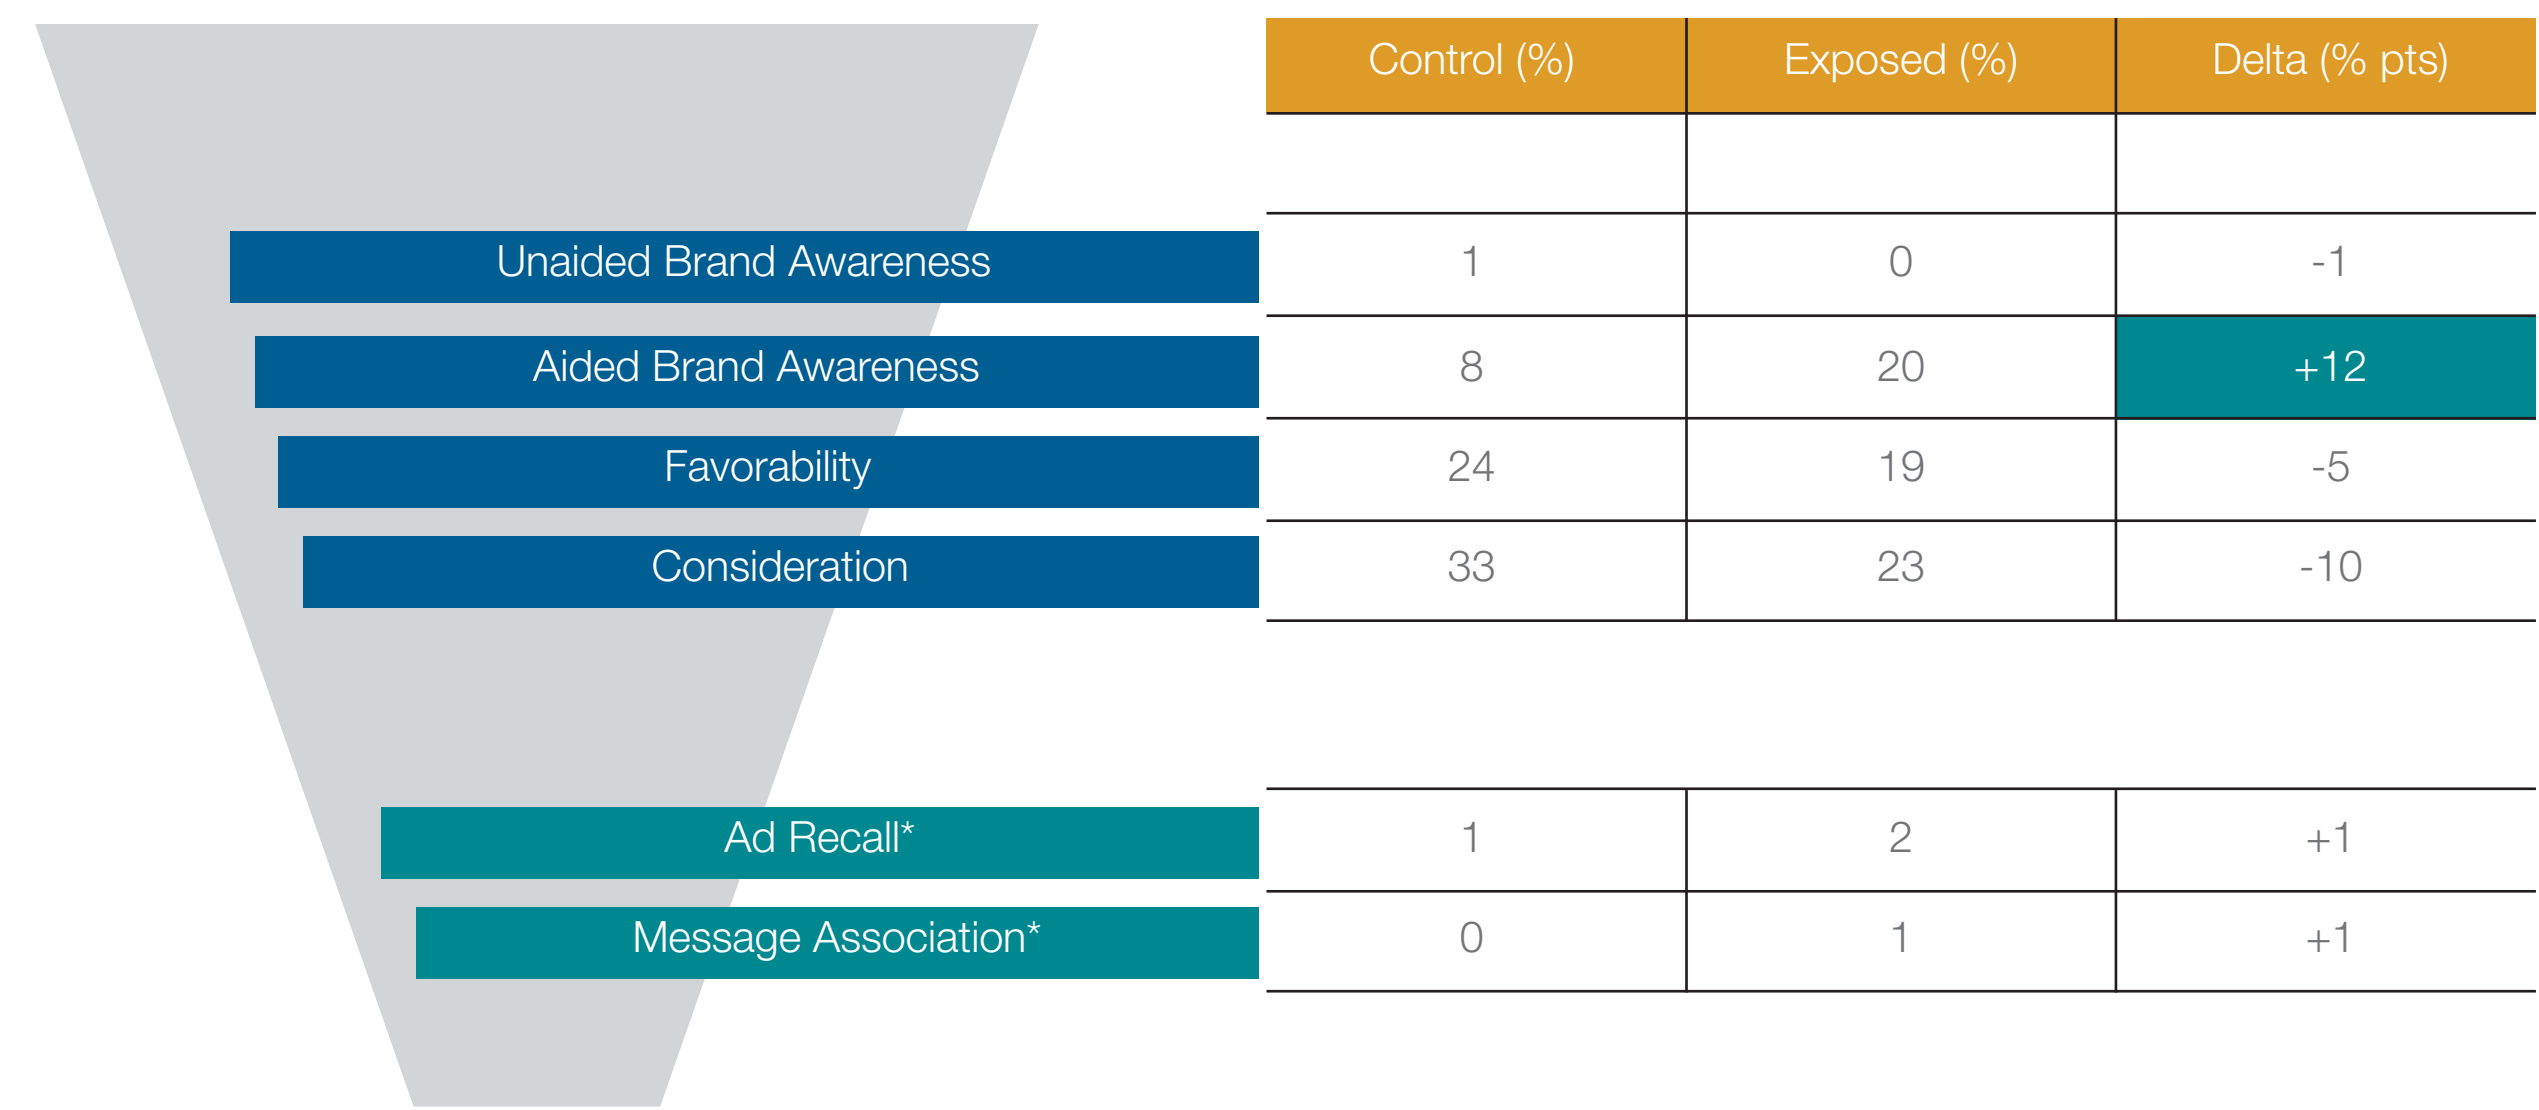 Control (%) Exposed (%) Delta (% pts)
Unaided Brand Awareness 1 0 -1
Aided Brand Awareness 8 20 +12
Favorability 24 19 -5
Consideration 33 23 -10
Ad Recall* 1 2 +1
Message Association* 0 1 +1